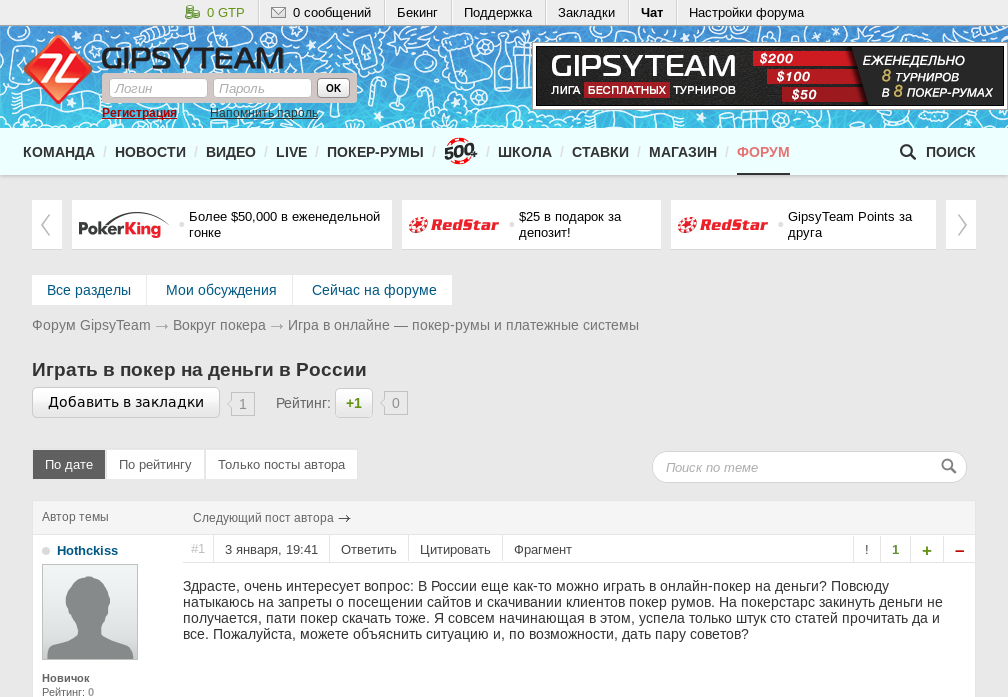 0 GTP 0 сообщений Бекинг Поддержка Закладки Чат Настройки форума
GIPSYTEAM
Логин Пароль OK
Регистрация Напомнить пароль
GIPSYTEAM
ЛИГА БЕСПЛАТНЫХ ТУРНИРОВ
$200
$100
$50
ЕЖЕНЕДЕЛЬНО
8 ТУРНИРОВ
В 8 ПОКЕР-РУМАХ
КОМАНДА / НОВОСТИ / ВИДЕО / LIVE / ПОКЕР-РУМЫ / 500+ / ШКОЛА / СТАВКИ / МАГАЗИН / ФОРУМ ПОИСК
PokerKing Более $50,000 в еженедельной
гонке
RedStar $25 в подарок за
депозит!
RedStar GipsyTeam Points за
друга
Все разделы Мои обсуждения Сейчас на форуме
Форум GipsyTeam → Вокруг покера → Игра в онлайне — покер-румы и платежные системы
Играть в покер на деньги в России
Добавить в закладки 1 Рейтинг: +1 0
По дате По рейтингу Только посты автора Поиск по теме
Автор темы Следующий пост автора →
Hothckiss #1 3 января, 19:41 Ответить Цитировать Фрагмент ! 1 + –
Здрасте, очень интересует вопрос: В России еще как-то можно играть в онлайн-покер на деньги? Повсюду
натыкаюсь на запреты о посещении сайтов и скачивании клиентов покер румов. На покерстарс закинуть деньги не
получается, пати покер скачать тоже. Я совсем начинающая в этом, успела только штук сто статей прочитать да и
все. Пожалуйста, можете объяснить ситуацию и, по возможности, дать пару советов?
Новичок
Рейтинг: 0